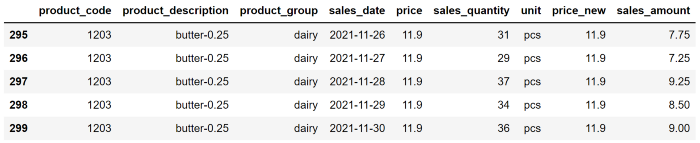 product_code product_description product_group sales_date price sales_quantity unit price_new sales_amount
295 1203 butter-0.25 dairy 2021-11-26 11.9 31 pcs 11.9 7.75
296 1203 butter-0.25 dairy 2021-11-27 11.9 29 pcs 11.9 7.25
297 1203 butter-0.25 dairy 2021-11-28 11.9 37 pcs 11.9 9.25
298 1203 butter-0.25 dairy 2021-11-29 11.9 34 pcs 11.9 8.50
299 1203 butter-0.25 dairy 2021-11-30 11.9 36 pcs 11.9 9.00